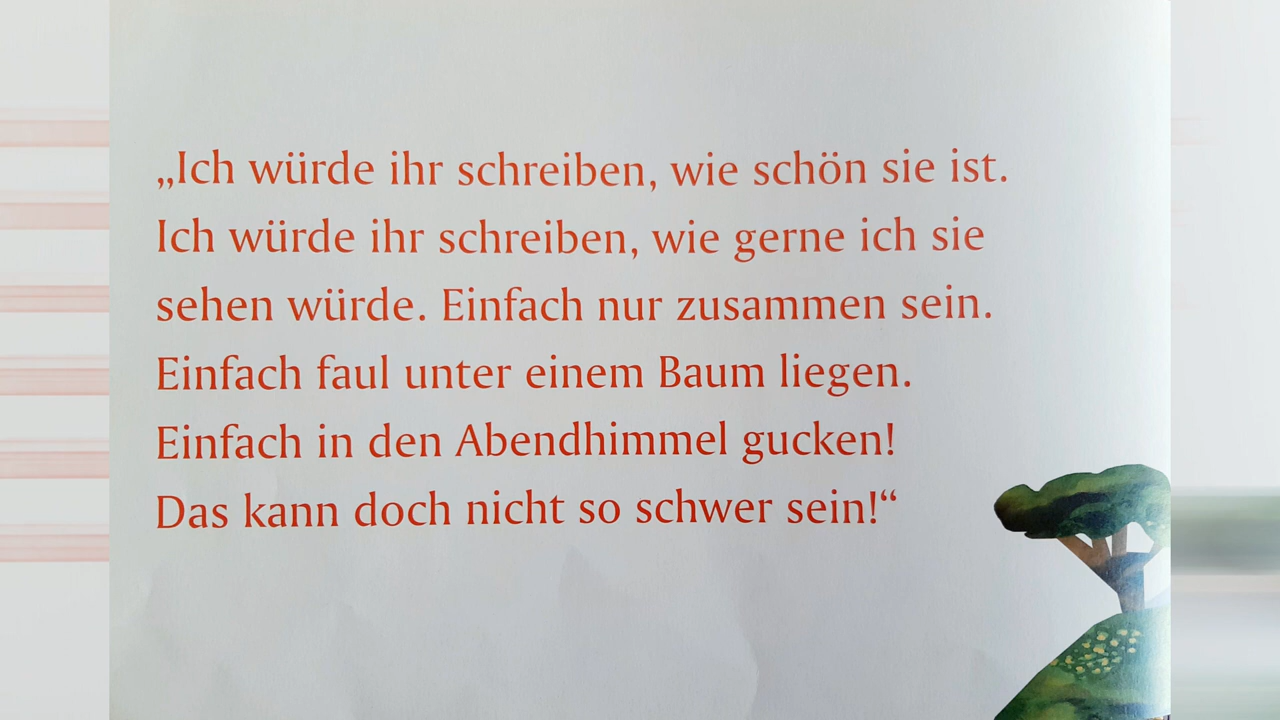 „Ich würde ihr schreiben, wie schön sie ist.
Ich würde ihr schreiben, wie gerne ich sie
sehen würde. Einfach nur zusammen sein.
Einfach faul unter einem Baum liegen.
Einfach in den Abendhimmel gucken!
Das kann doch nicht so schwer sein!“